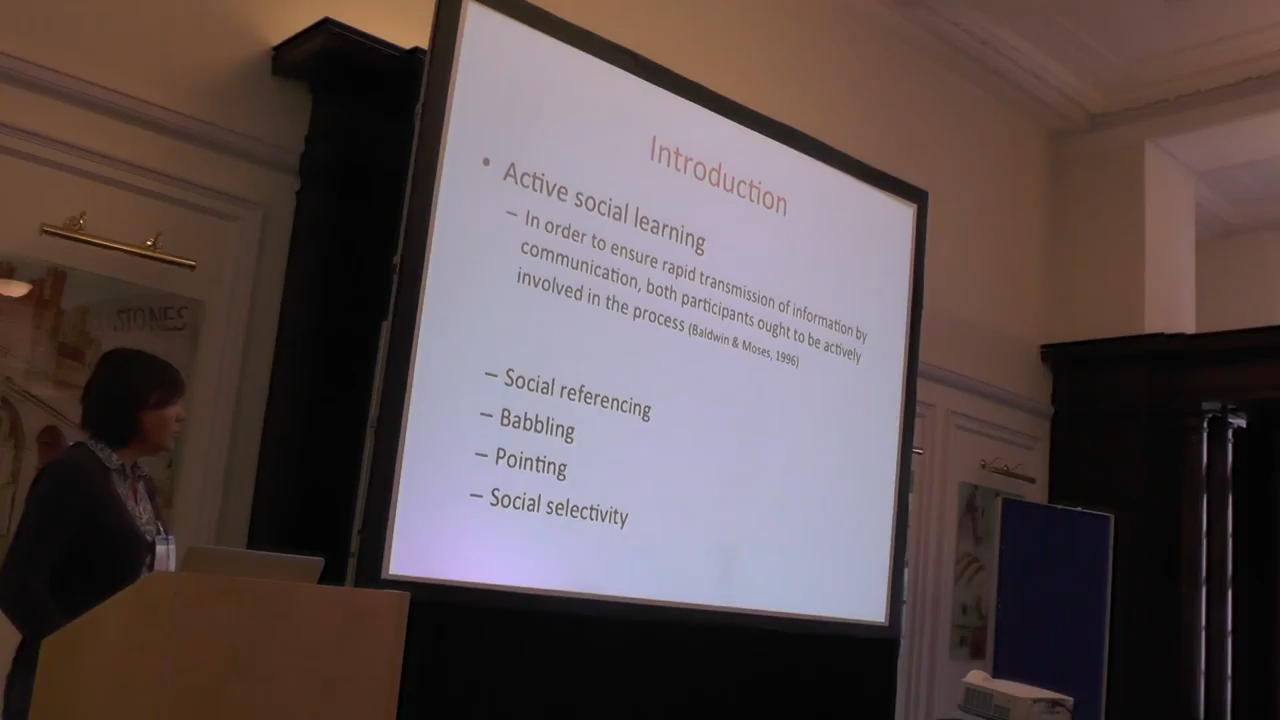 STONES
Introduction
• Active social learning
– In order to ensure rapid transmission of information by
communication, both participants ought to be actively
involved in the process (Baldwin & Moses, 1996)
– Social referencing
– Babbling
– Pointing
– Social selectivity